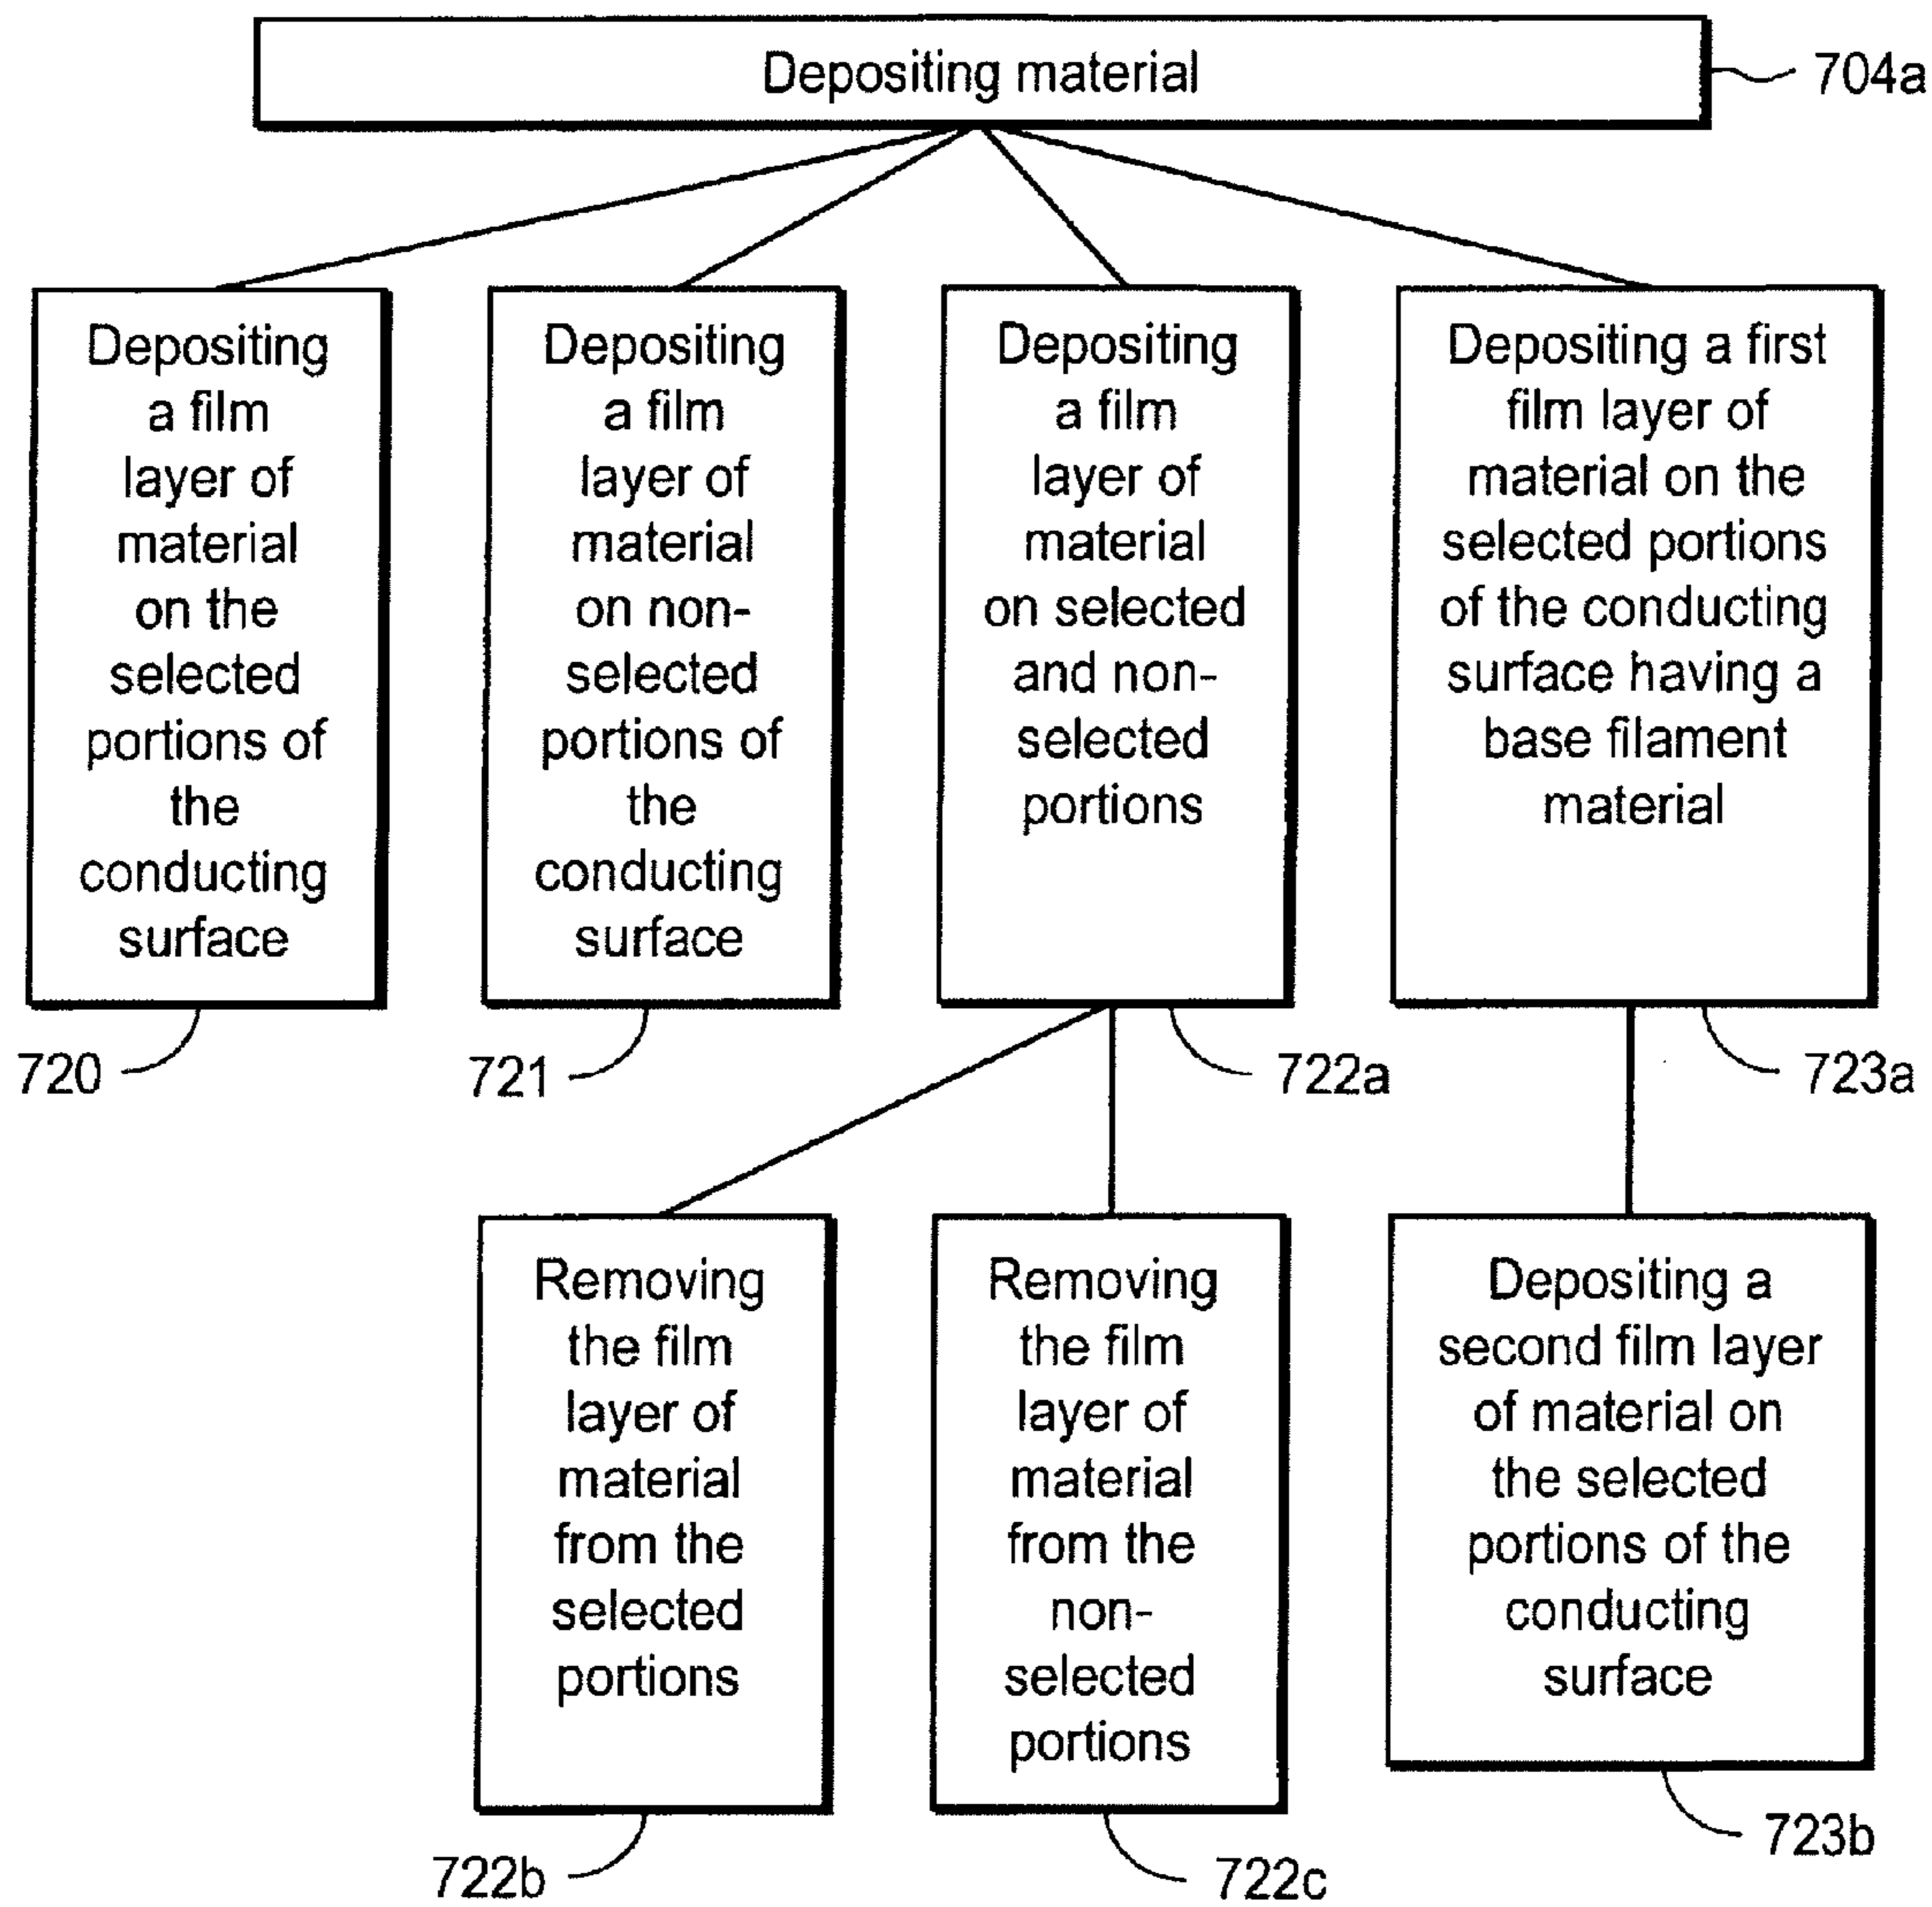 Depositing material
704a
Depositing
a film
layer of
material
on the
selected
portions of
the
conducting
surface
720
Depositing
a film
layer of
material
on non-
selected
portions of
the
conducting
surface
721
Depositing
a film
layer of
material
on selected
and non-
selected
portions
722a
Depositing a first
film layer of
material on the
selected portions
of the conducting
surface having a
base filament
material
723a
Removing
the film
layer of
material
from the
selected
portions
722b
Removing
the film
layer of
material
from the
non-
selected
portions
722c
Depositing a
second film layer
of material on
the selected
portions of the
conducting
surface
723b